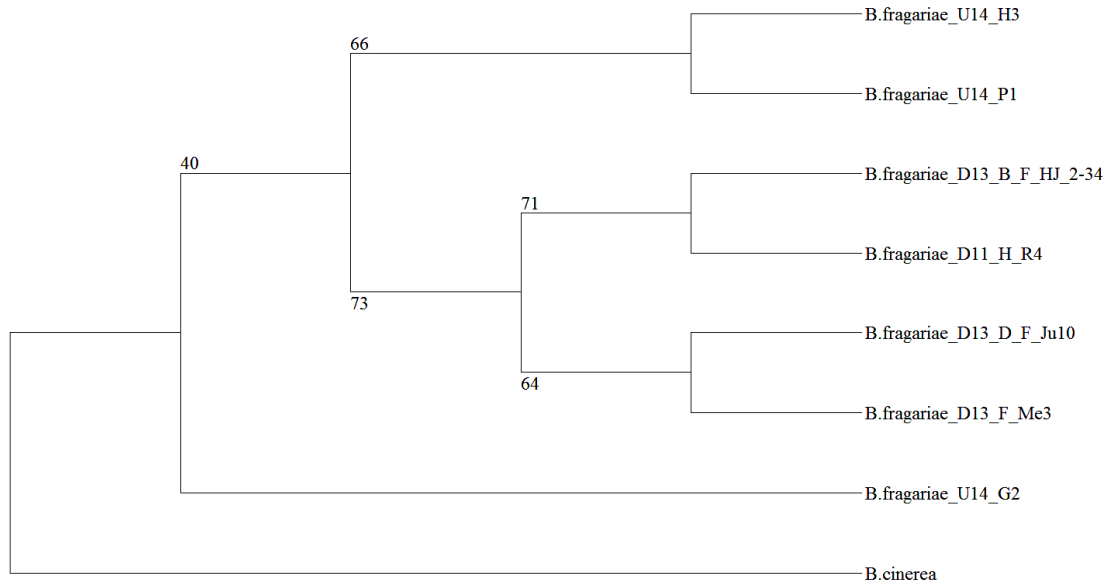 B.fragariae_U14_H3
66
B.fragariae_U14_P1
40
B.fragariae_D13_B_F_HJ_2-34
71
B.fragariae_D11_H_R4
73
B.fragariae_D13_D_F_Ju10
64
B.fragariae_D13_F_Me3
B.fragariae_U14_G2
B.cinerea